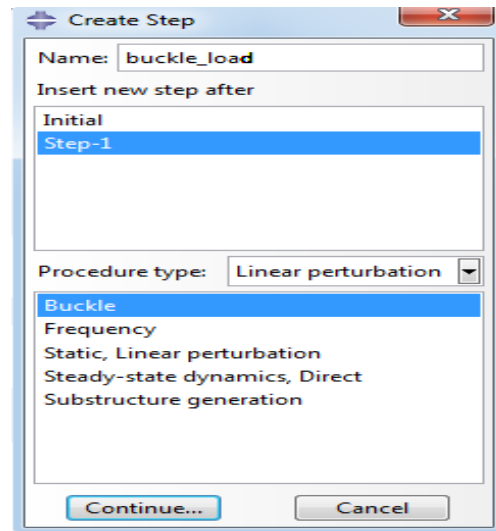 Create Step
Name: buckle_load
Insert new step after
Initial
Step-1
Procedure type: Linear perturbation
Buckle
Frequency
Static, Linear perturbation
Steady-state dynamics, Direct
Substructure generation
Continue... Cancel